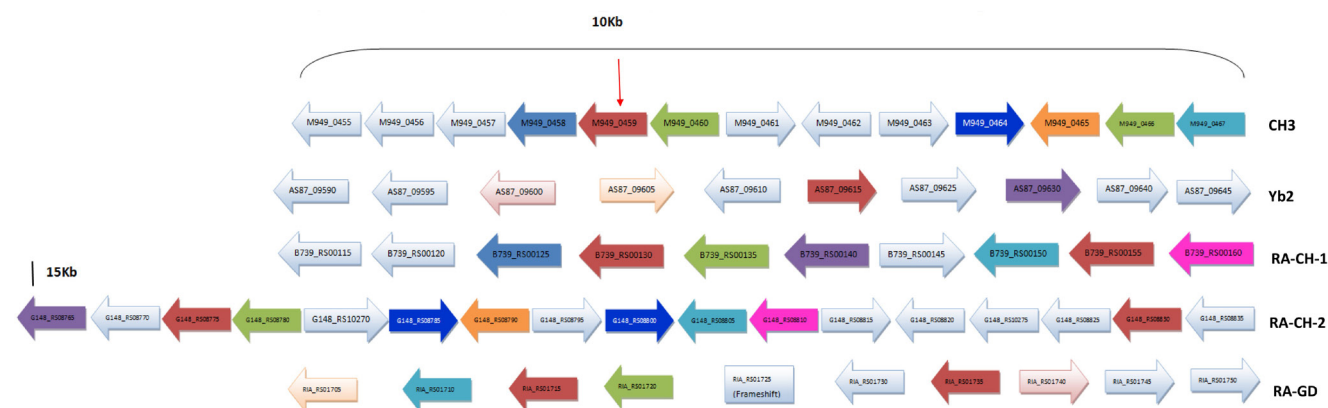 10Kb
M949_0455 M949_0456 M949_0457 M949_0458 M949_0459 M949_0460 M949_0461 M949_0462 M949_0463 M949_0464 M949_0465 M949_0466 M949_0467 CH3
AS87_09590 AS87_09595 AS87_09600 AS87_09605 AS87_09610 AS87_09615 AS87_09625 AS87_09630 AS87_09640 AS87_09645 Yb2
B739_RS00115 B739_RS00120 B739_RS00125 B739_RS00130 B739_RS00135 B739_RS00140 B739_RS00145 B739_RS00150 B739_RS00155 B739_RS00160 RA-CH-1
15Kb
G148_RS08765 G148_RS08770 G148_RS08775 G148_RS08780 G148_RS10270 G148_RS08785 G148_RS08790 G148_RS08795 G148_RS08800 G148_RS08805 G148_RS08810 G148_RS08815 G148_RS08820 G148_RS10275 G148_RS08825 G148_RS08830 G148_RS08835 RA-CH-2
RIA_RS01705 RIA_RS01710 RIA_RS01715 RIA_RS01720 RIA_RS01725 RIA_RS01730 RIA_RS01735 RIA_RS01740 RIA_RS01745 RIA_RS01750 RA-GD
(Frameshift)